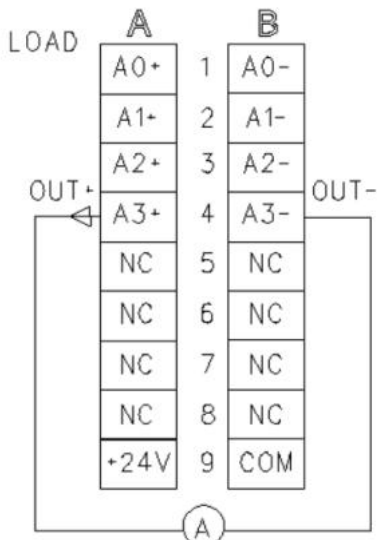 A B
LOAD
A0+ 1 A0-
A1+ 2 A1-
A2+ 3 A2-
OUT+ OUT-
A3+ 4 A3-
NC 5 NC
NC 6 NC
NC 7 NC
NC 8 NC
+24V 9 COM
A